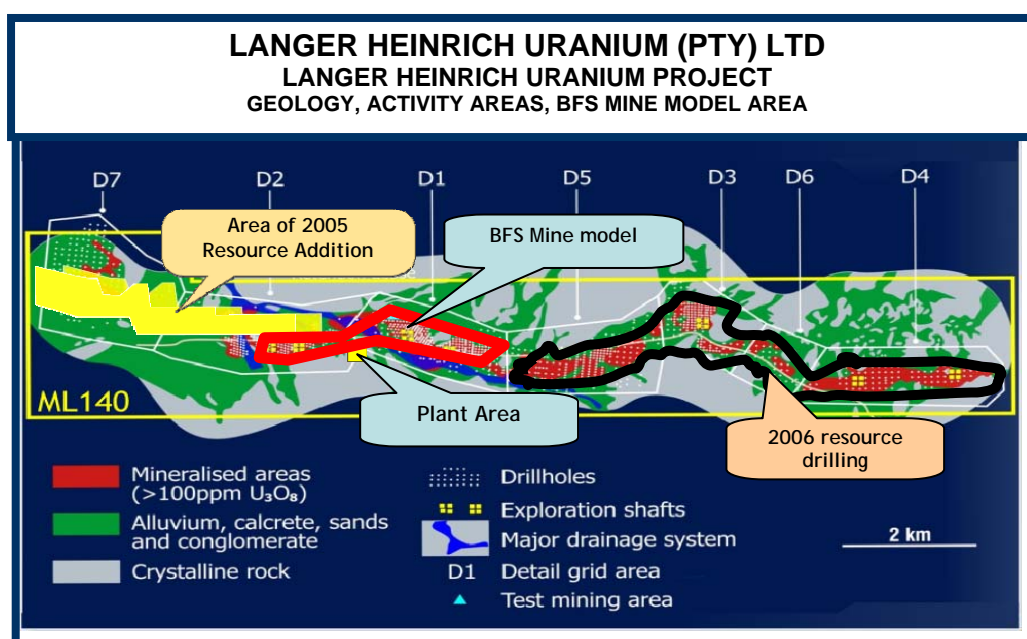 LANGER HEINRICH URANIUM (PTY) LTD
LANGER HEINRICH URANIUM PROJECT
GEOLOGY, ACTIVITY AREAS, BFS MINE MODEL AREA
D7
D2
D1
D5
D3
D6
D4
Area of 2005
Resource Addition
BFS Mine model
ML140
Plant Area
2006 resource
drilling
Mineralised areas
(>100ppm U₃O₈)
Alluvium, calcrete, sands
and conglomerate
Crystalline rock
Drillholes
Exploration shafts
Major drainage system
D1 Detail grid area
Test mining area
2 km